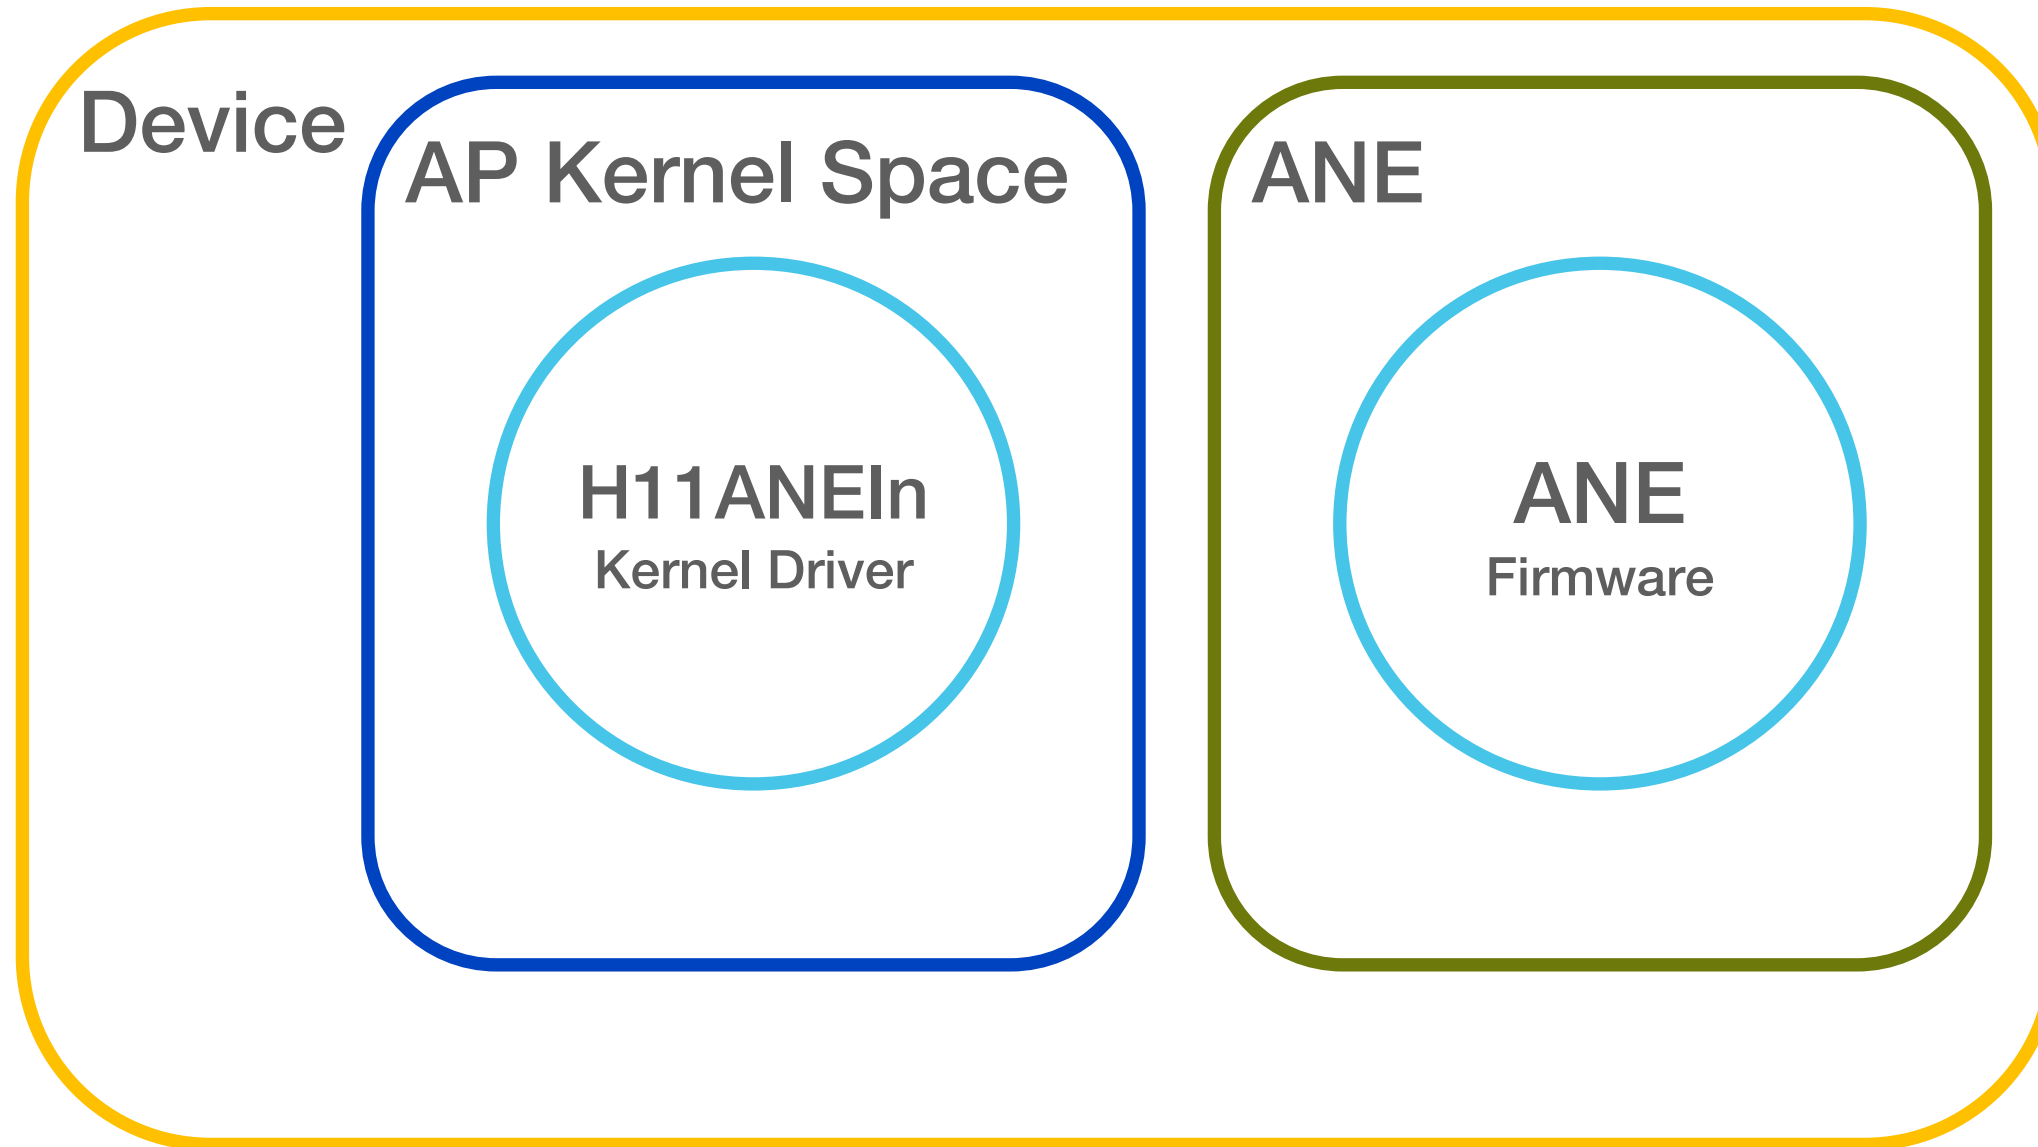 Device
AP Kernel Space
ANE
H11ANEIn
Kernel Driver
ANE
Firmware